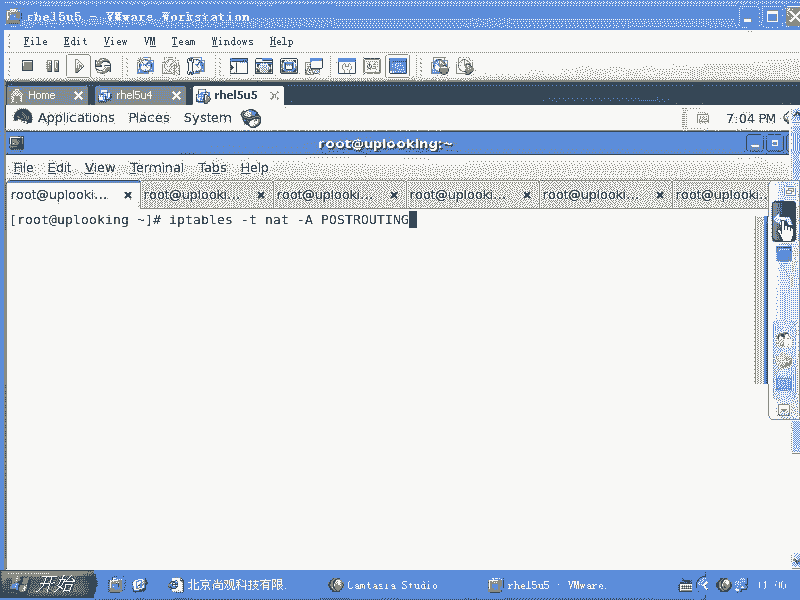 rhel5u5 - VMware Workstation
File Edit View VM Team Windows Help
Home rhel5u4 rhel5u5
Applications Places System 7:04 PM
root@uplooking:~
File Edit View Terminal Tabs Help
root@uplooki... root@uplooki... root@uplooki... root@uplooki... root@uplooki... root@uplooki...
[root@uplooking ~]# iptables -t nat -A POSTROUTING
开始 北京尚观科技有限. Camtasia Studio rhel5u5 - VMware.